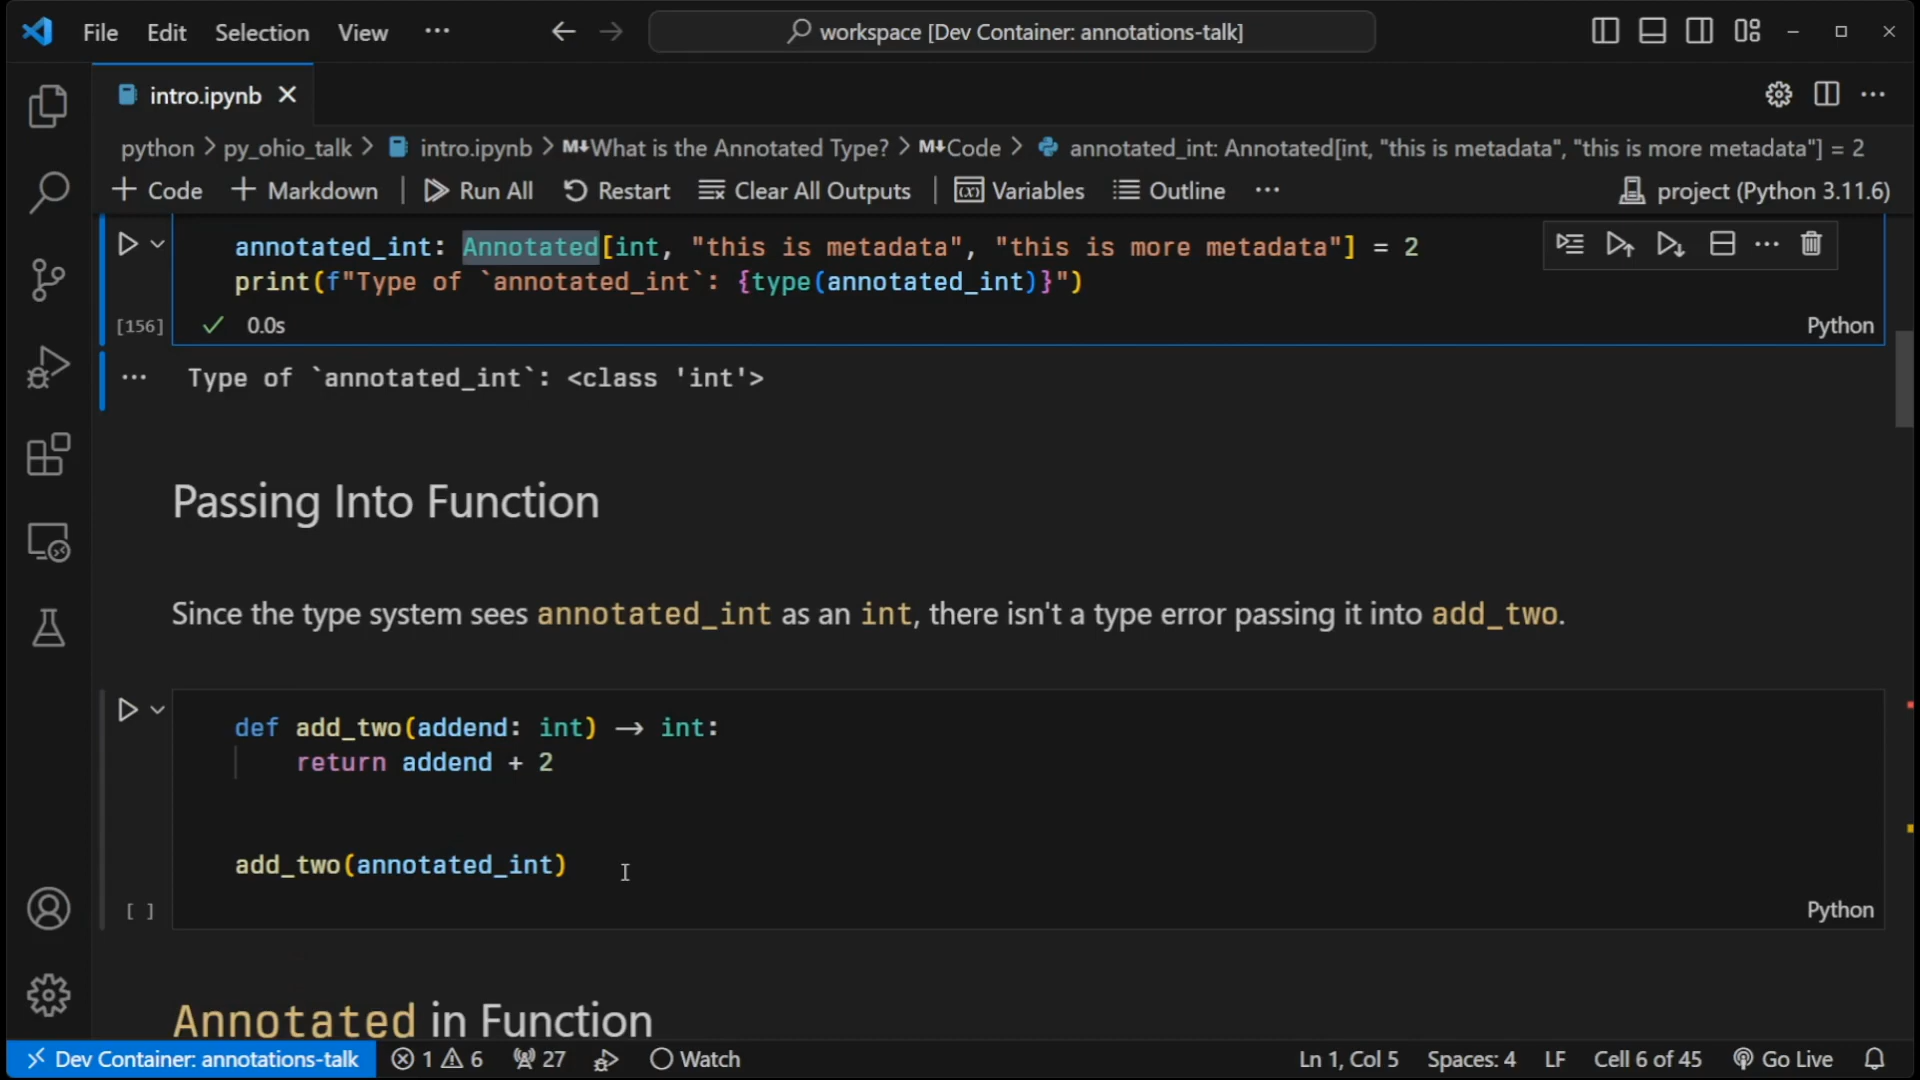 File Edit Selection View ··· workspace [Dev Container: annotations-talk]
intro.ipynb
python > py_ohio_talk > intro.ipynb > M↓What is the Annotated Type? > M↓Code > annotated_int: Annotated[int, "this is metadata", "this is more metadata"] = 2
+ Code + Markdown | Run All Restart Clear All Outputs | Variables Outline ··· project (Python 3.11.6)
annotated_int: Annotated[int, "this is metadata", "this is more metadata"] = 2
print(f"Type of `annotated_int`: {type(annotated_int)}")
[156] ✓ 0.0s Python
··· Type of `annotated_int`: <class 'int'>
Passing Into Function
Since the type system sees annotated_int as an int, there isn't a type error passing it into add_two.
def add_two(addend: int) → int:
return addend + 2
add_two(annotated_int)
[ ] Python
Annotated in Function
Dev Container: annotations-talk 1 6 27 Watch Ln 1, Col 5 Spaces: 4 LF Cell 6 of 45 Go Live